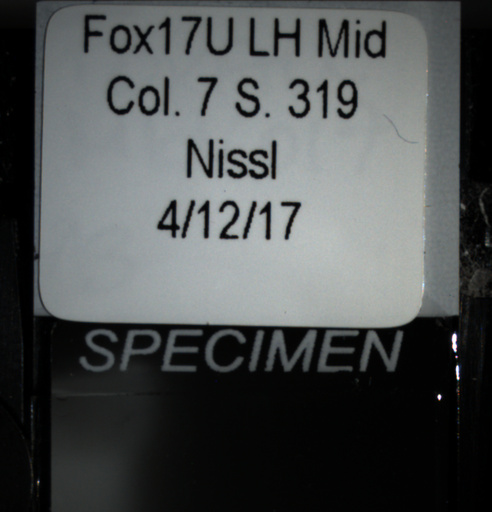 Fox17U LH Mid
Col. 7 S. 319
Nissl
4/12/17
SPECIMEN